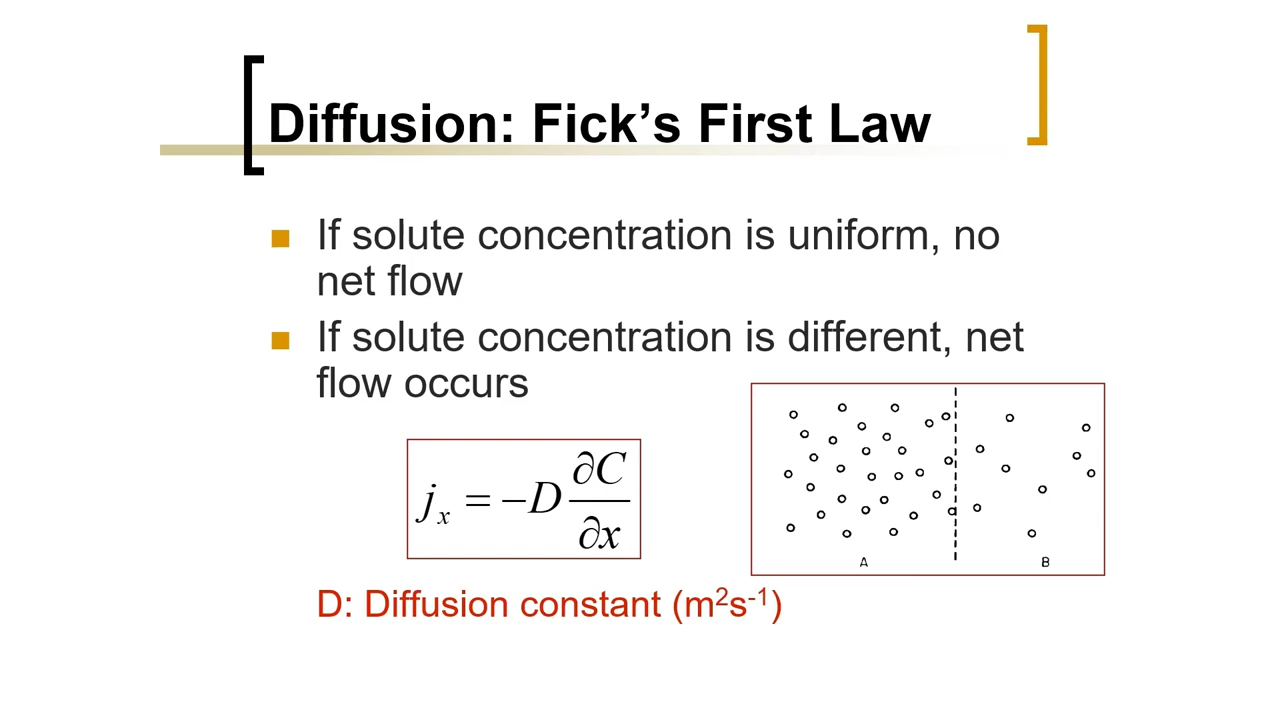 Diffusion: Fick’s First Law
If solute concentration is uniform, no
net flow
If solute concentration is different, net
flow occurs
jₓ = −D ∂C/∂x
A B
D: Diffusion constant (m²s⁻¹)